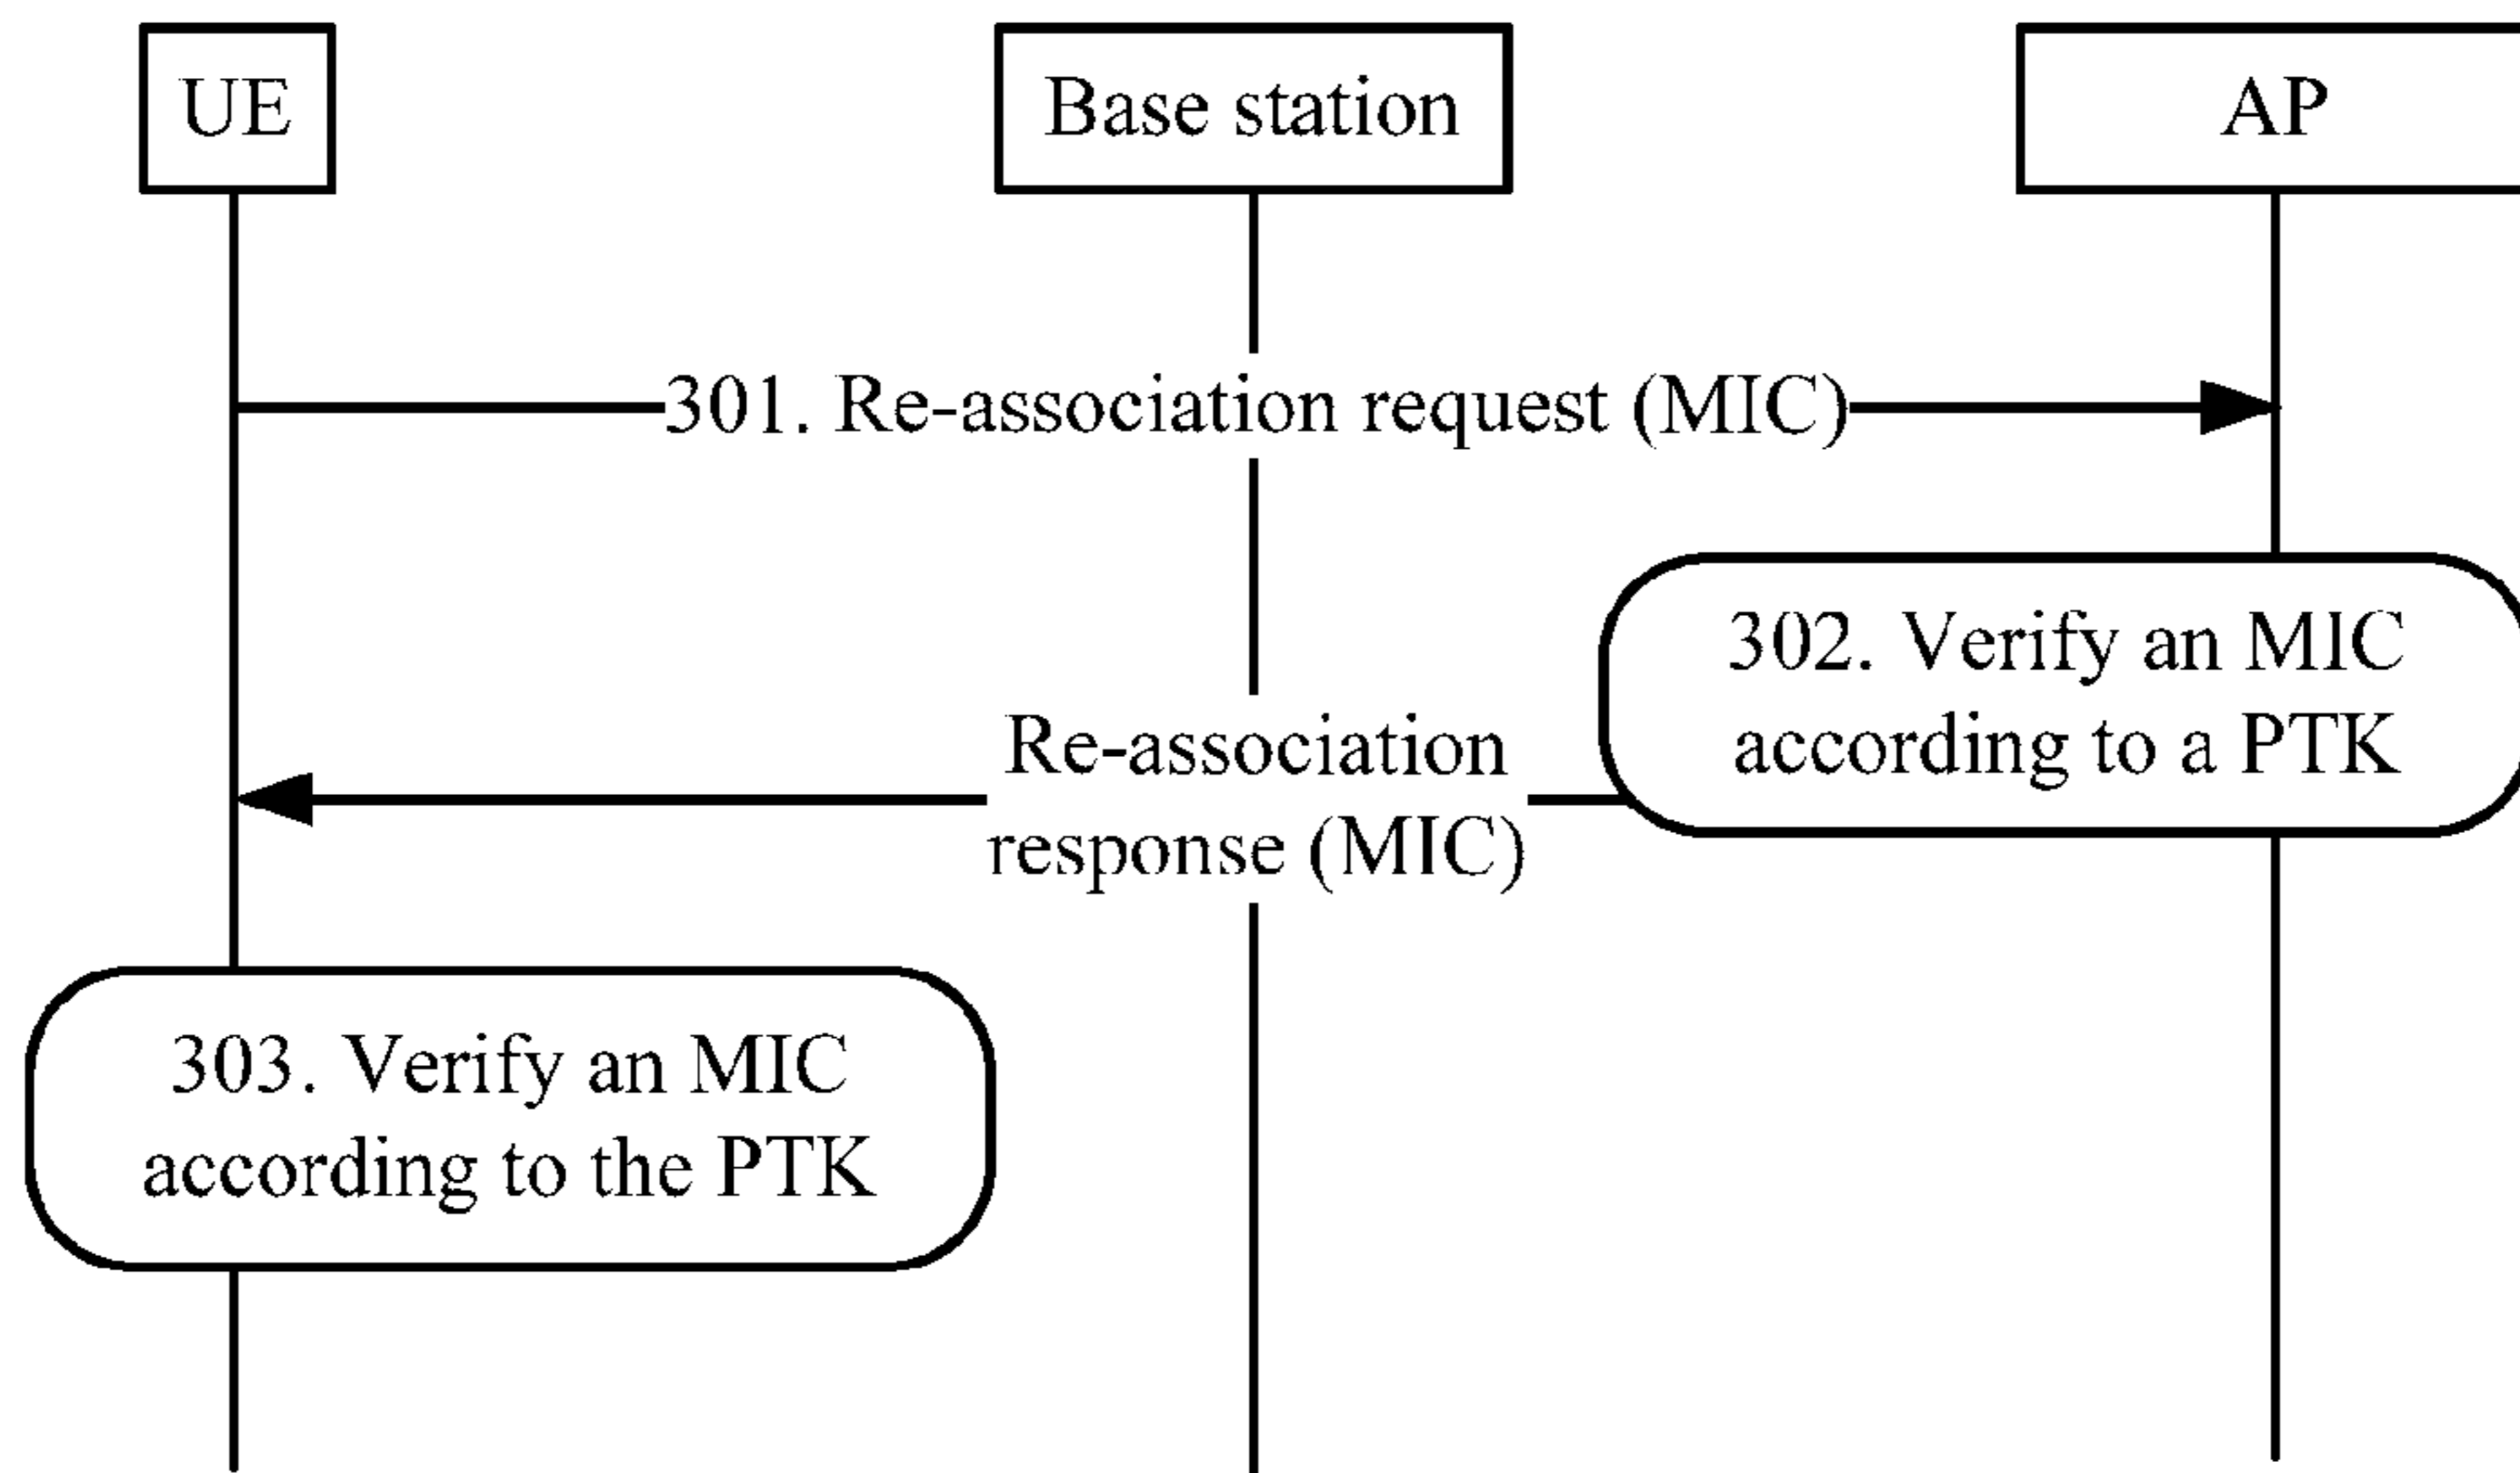 UE
Base station
AP
301. Re-association request (MIC)
302. Verify an MIC
according to a PTK
Re-association
response (MIC)
303. Verify an MIC
according to the PTK